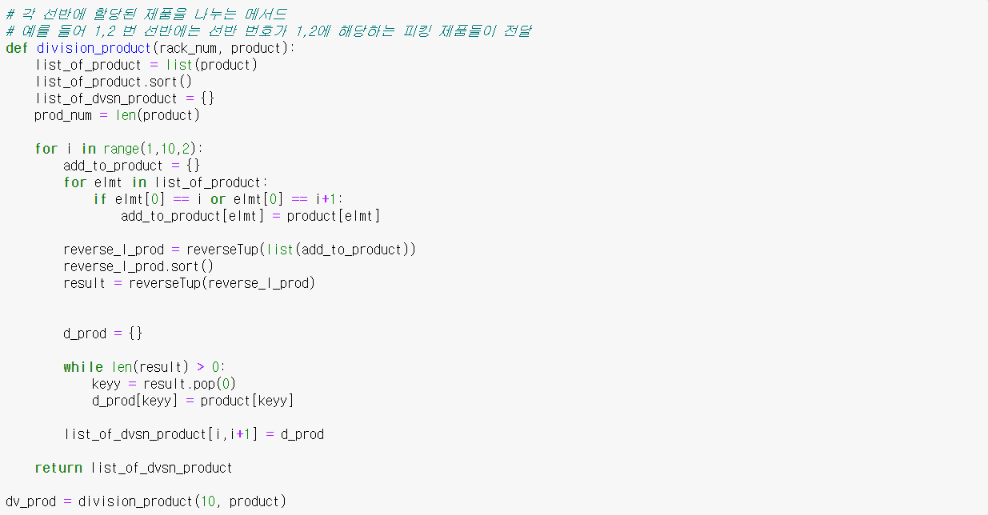 # 각 선반에 할당된 제품을 나누는 메서드
# 예를 들어 1,2 번 선반에는 선반 번호가 1,2에 해당하는 피킹 제품들이 전달
def division_product(rack_num, product):
    list_of_product = list(product)
    list_of_product.sort()
    list_of_dvsn_product = {}
    prod_num = len(product)
    for i in range(1,10,2):
        add_to_product = {}
        for elmt in list_of_product:
            if elmt[0] == i or elmt[0] == i+1:
                add_to_product[elmt] = product[elmt]
        reverse_l_prod = reverseTup(list(add_to_product))
        reverse_l_prod.sort()
        result = reverseTup(reverse_l_prod)
        d_prod = {}
        while len(result) > 0:
            keyy = result.pop(0)
            d_prod[keyy] = product[keyy]
        list_of_dvsn_product[i,i+1] = d_prod
    return list_of_dvsn_product
dv_prod = division_product(10, product)